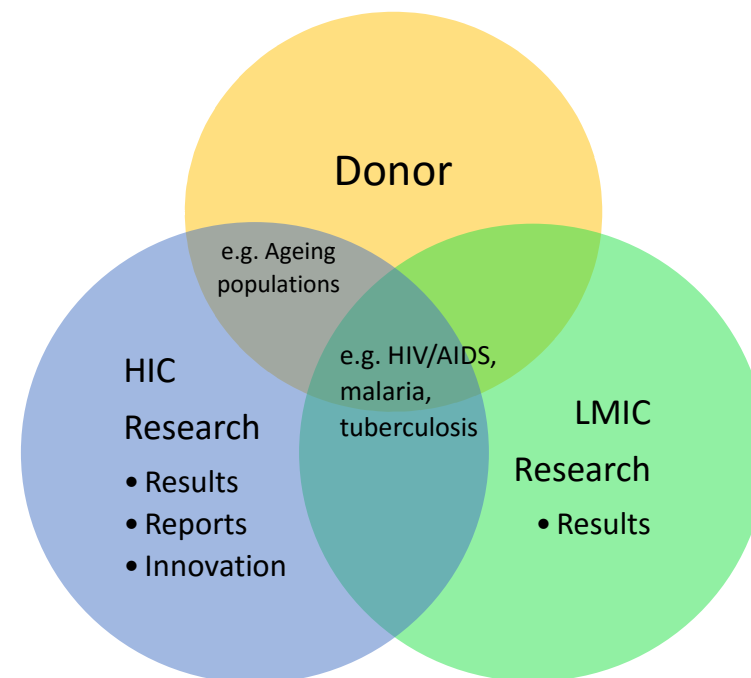 Donor
e.g. Ageing
populations
e.g. HIV/AIDS,
malaria,
tuberculosis
HIC
Research
• Results
• Reports
• Innovation
LMIC
Research
• Results